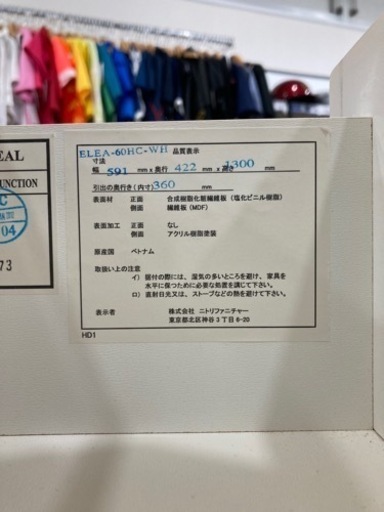 EAL
UNCTION
04
73
ELEA-60HC-WH 品質表示
寸法
幅 591 mm x 奥行 422 mm x 高さ 1300 mm
引出の奥行き(内寸) 360 mm
表面材 正面 合成樹脂化粧繊維板(塩化ビニル樹脂)
側面 繊維板(MDF)
表面加工 正面 なし
側面 アクリル樹脂塗装
原産国 ベトナム
取扱い上の注意
イ) 据付の際には、湿気の多いところを避け、家具を
水平に保つために必要な処置を講じて下さい。
ロ) 直射日光又は、ストーブなどの熱を避けて下さい。
表示者 株式会社 ニトリファニチャー
東京都北区神谷3丁目6-20
HD1